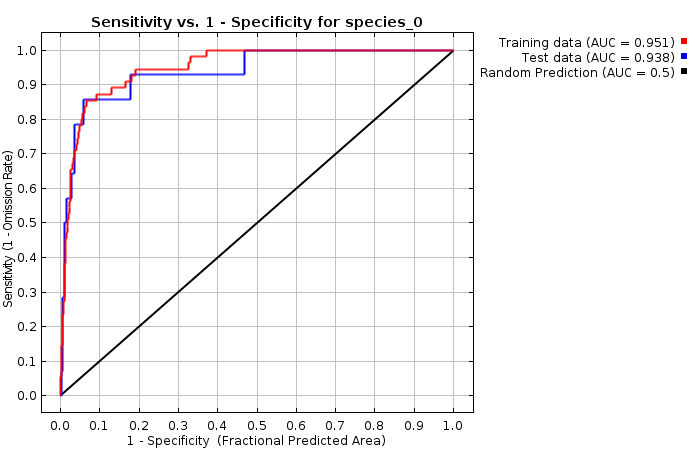 Sensitivity vs. 1 - Specificity for species_0
Training data (AUC = 0.951)
Test data (AUC = 0.938)
Random Prediction (AUC = 0.5)
Sensitivity (1 - Omission Rate)
1.0
0.9
0.8
0.7
0.6
0.5
0.4
0.3
0.2
0.1
0.0
0.0 0.1 0.2 0.3 0.4 0.5 0.6 0.7 0.8 0.9 1.0
1 - Specificity (Fractional Predicted Area)